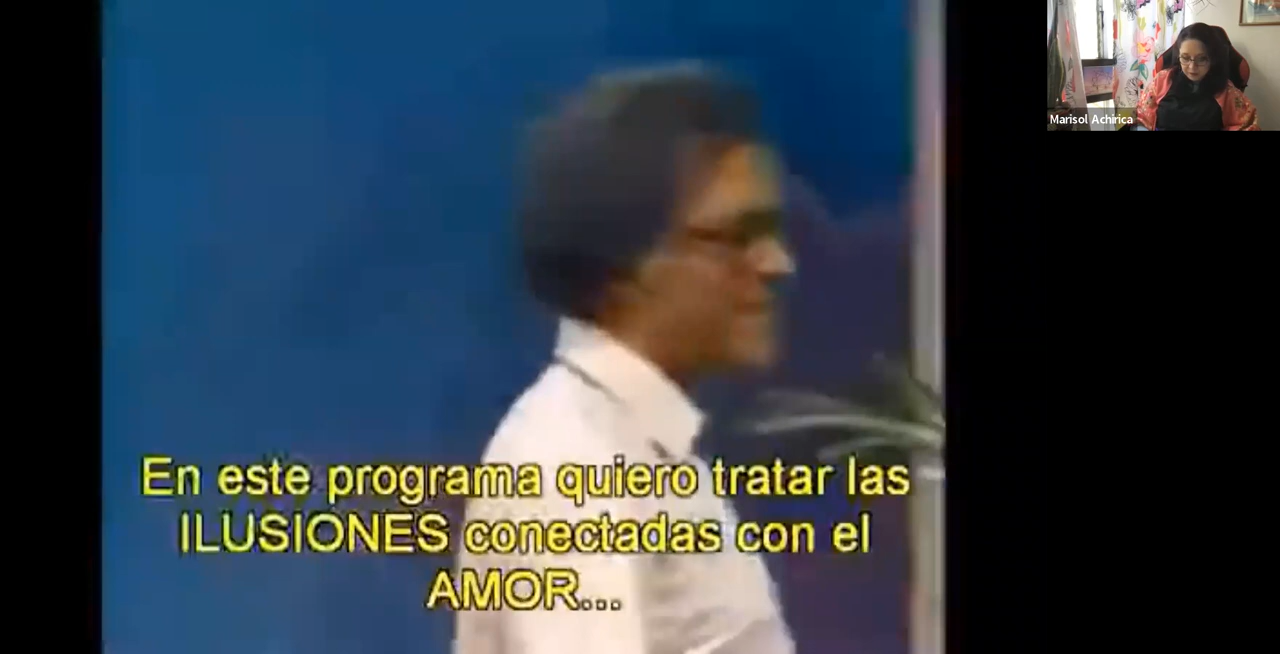 Marisol Achirica
En este programa quiero tratar las
ILUSIONES conectadas con el
AMOR...